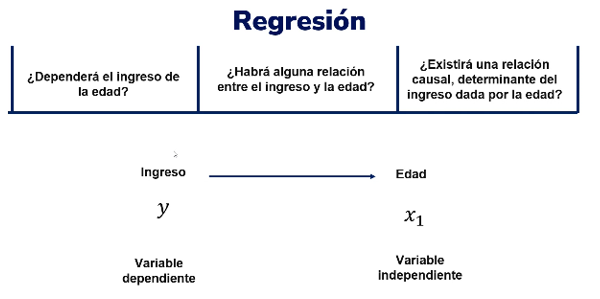 Regresión
¿Dependerá el ingreso de
la edad?
¿Habrá alguna relación
entre el ingreso y la edad?
¿Existirá una relación
causal, determinante del
ingreso dada por la edad?
Ingreso
Edad
y
x₁
Variable
dependiente
Variable
independiente